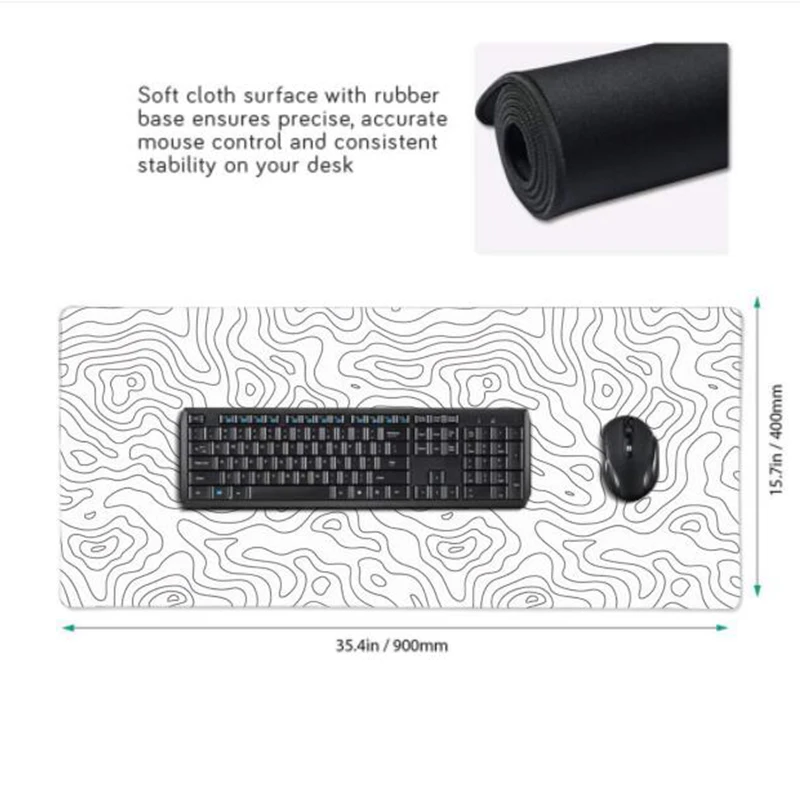 Soft cloth surface with rubber
base ensures precise, accurate
mouse control and consistent
stability on your desk
15.7in / 400mm
35.4in / 900mm